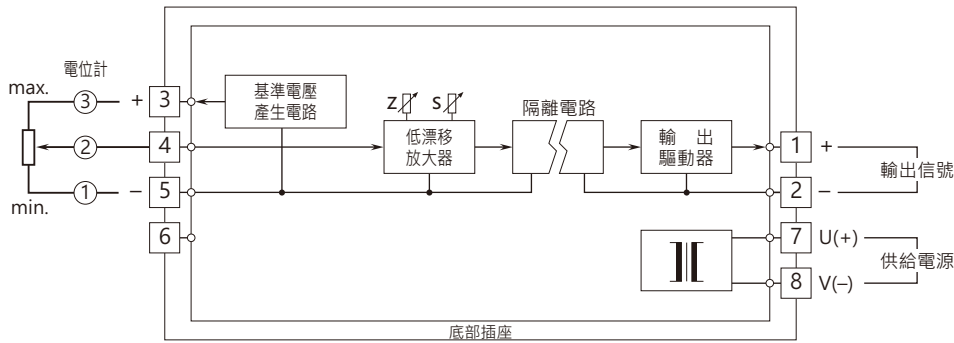 電位計
max.
③
+
3
②
4
①
−
5
min.
6
基準電壓
產生電路
Z
S
低漂移
放大器
隔離電路
輸 出
驅動器
1
+
2
−
輸出信號
7
U(+)
8
V(−)
供給電源
底部插座